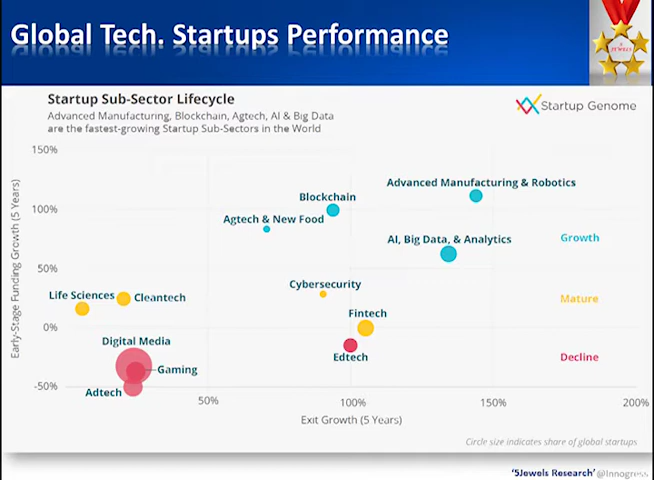 Global Tech. Startups Performance
5 JEWELS
Startup Sub-Sector Lifecycle
Advanced Manufacturing, Blockchain, Agtech, AI & Big Data
are the fastest-growing Startup Sub-Sectors in the World
Startup Genome
Early-Stage Funding Growth (5 Years)
150%
100%
50%
0%
-50%
Advanced Manufacturing & Robotics
Blockchain
Agtech & New Food
AI, Big Data, & Analytics
Growth
Cybersecurity
Life Sciences
Cleantech
Mature
Fintech
Digital Media
Edtech
Decline
Gaming
Adtech
50%
100%
150%
200%
Exit Growth (5 Years)
Circle size indicates share of global startups
'5Jewels Research' @Innogress